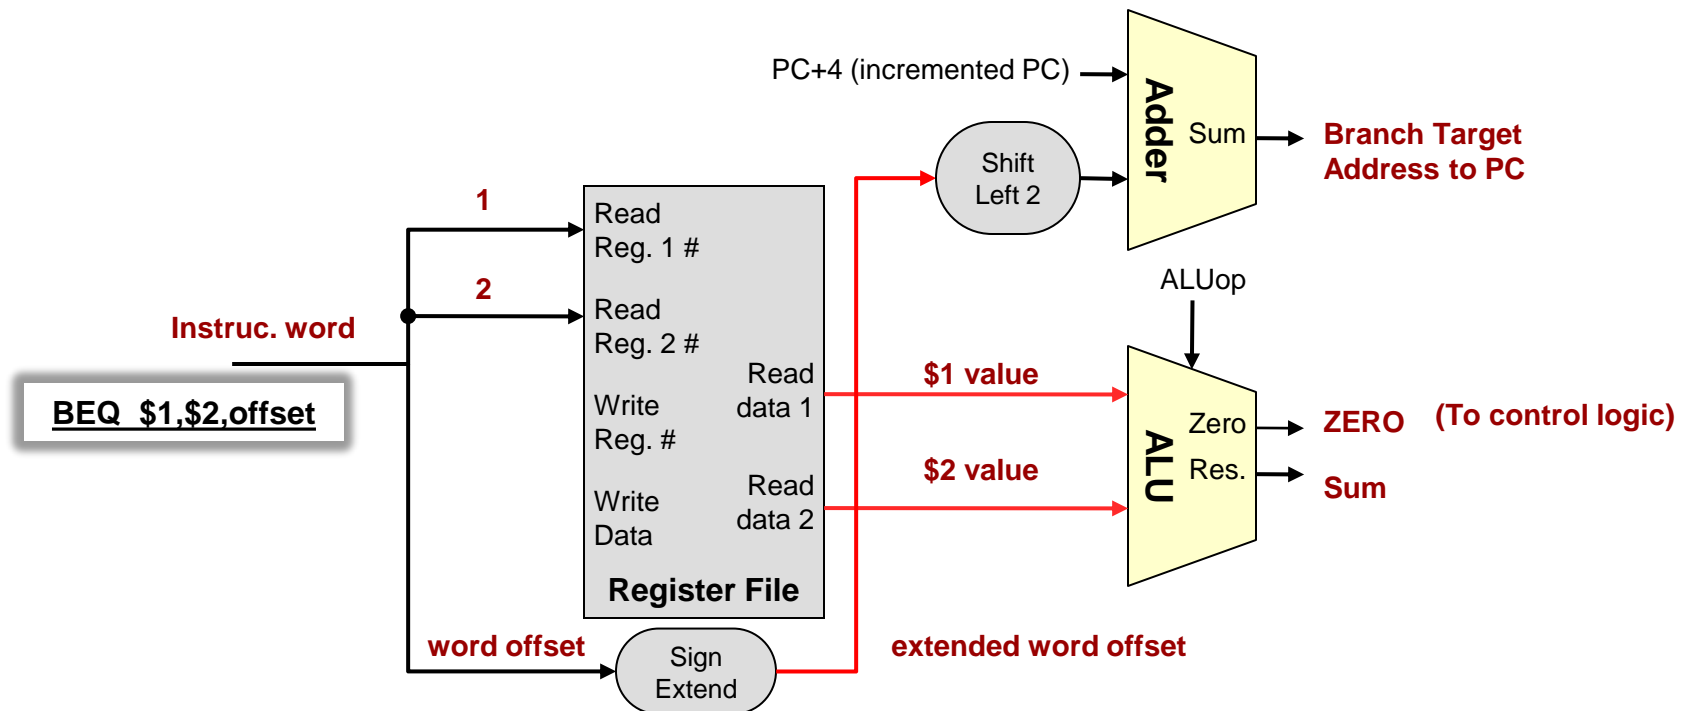 PC+4 (incremented PC)
Adder
Sum
Branch Target
Address to PC
Shift
Left 2
1
2
Instruc. word
BEQ $1,$2,offset
Read
Reg. 1 #
Read
Reg. 2 #
Write
Reg. #
Write
Data
Read
data 1
Read
data 2
Register File
$1 value
$2 value
ALUop
ALU
Zero
Res.
ZERO
(To control logic)
Sum
word offset
Sign
Extend
extended word offset